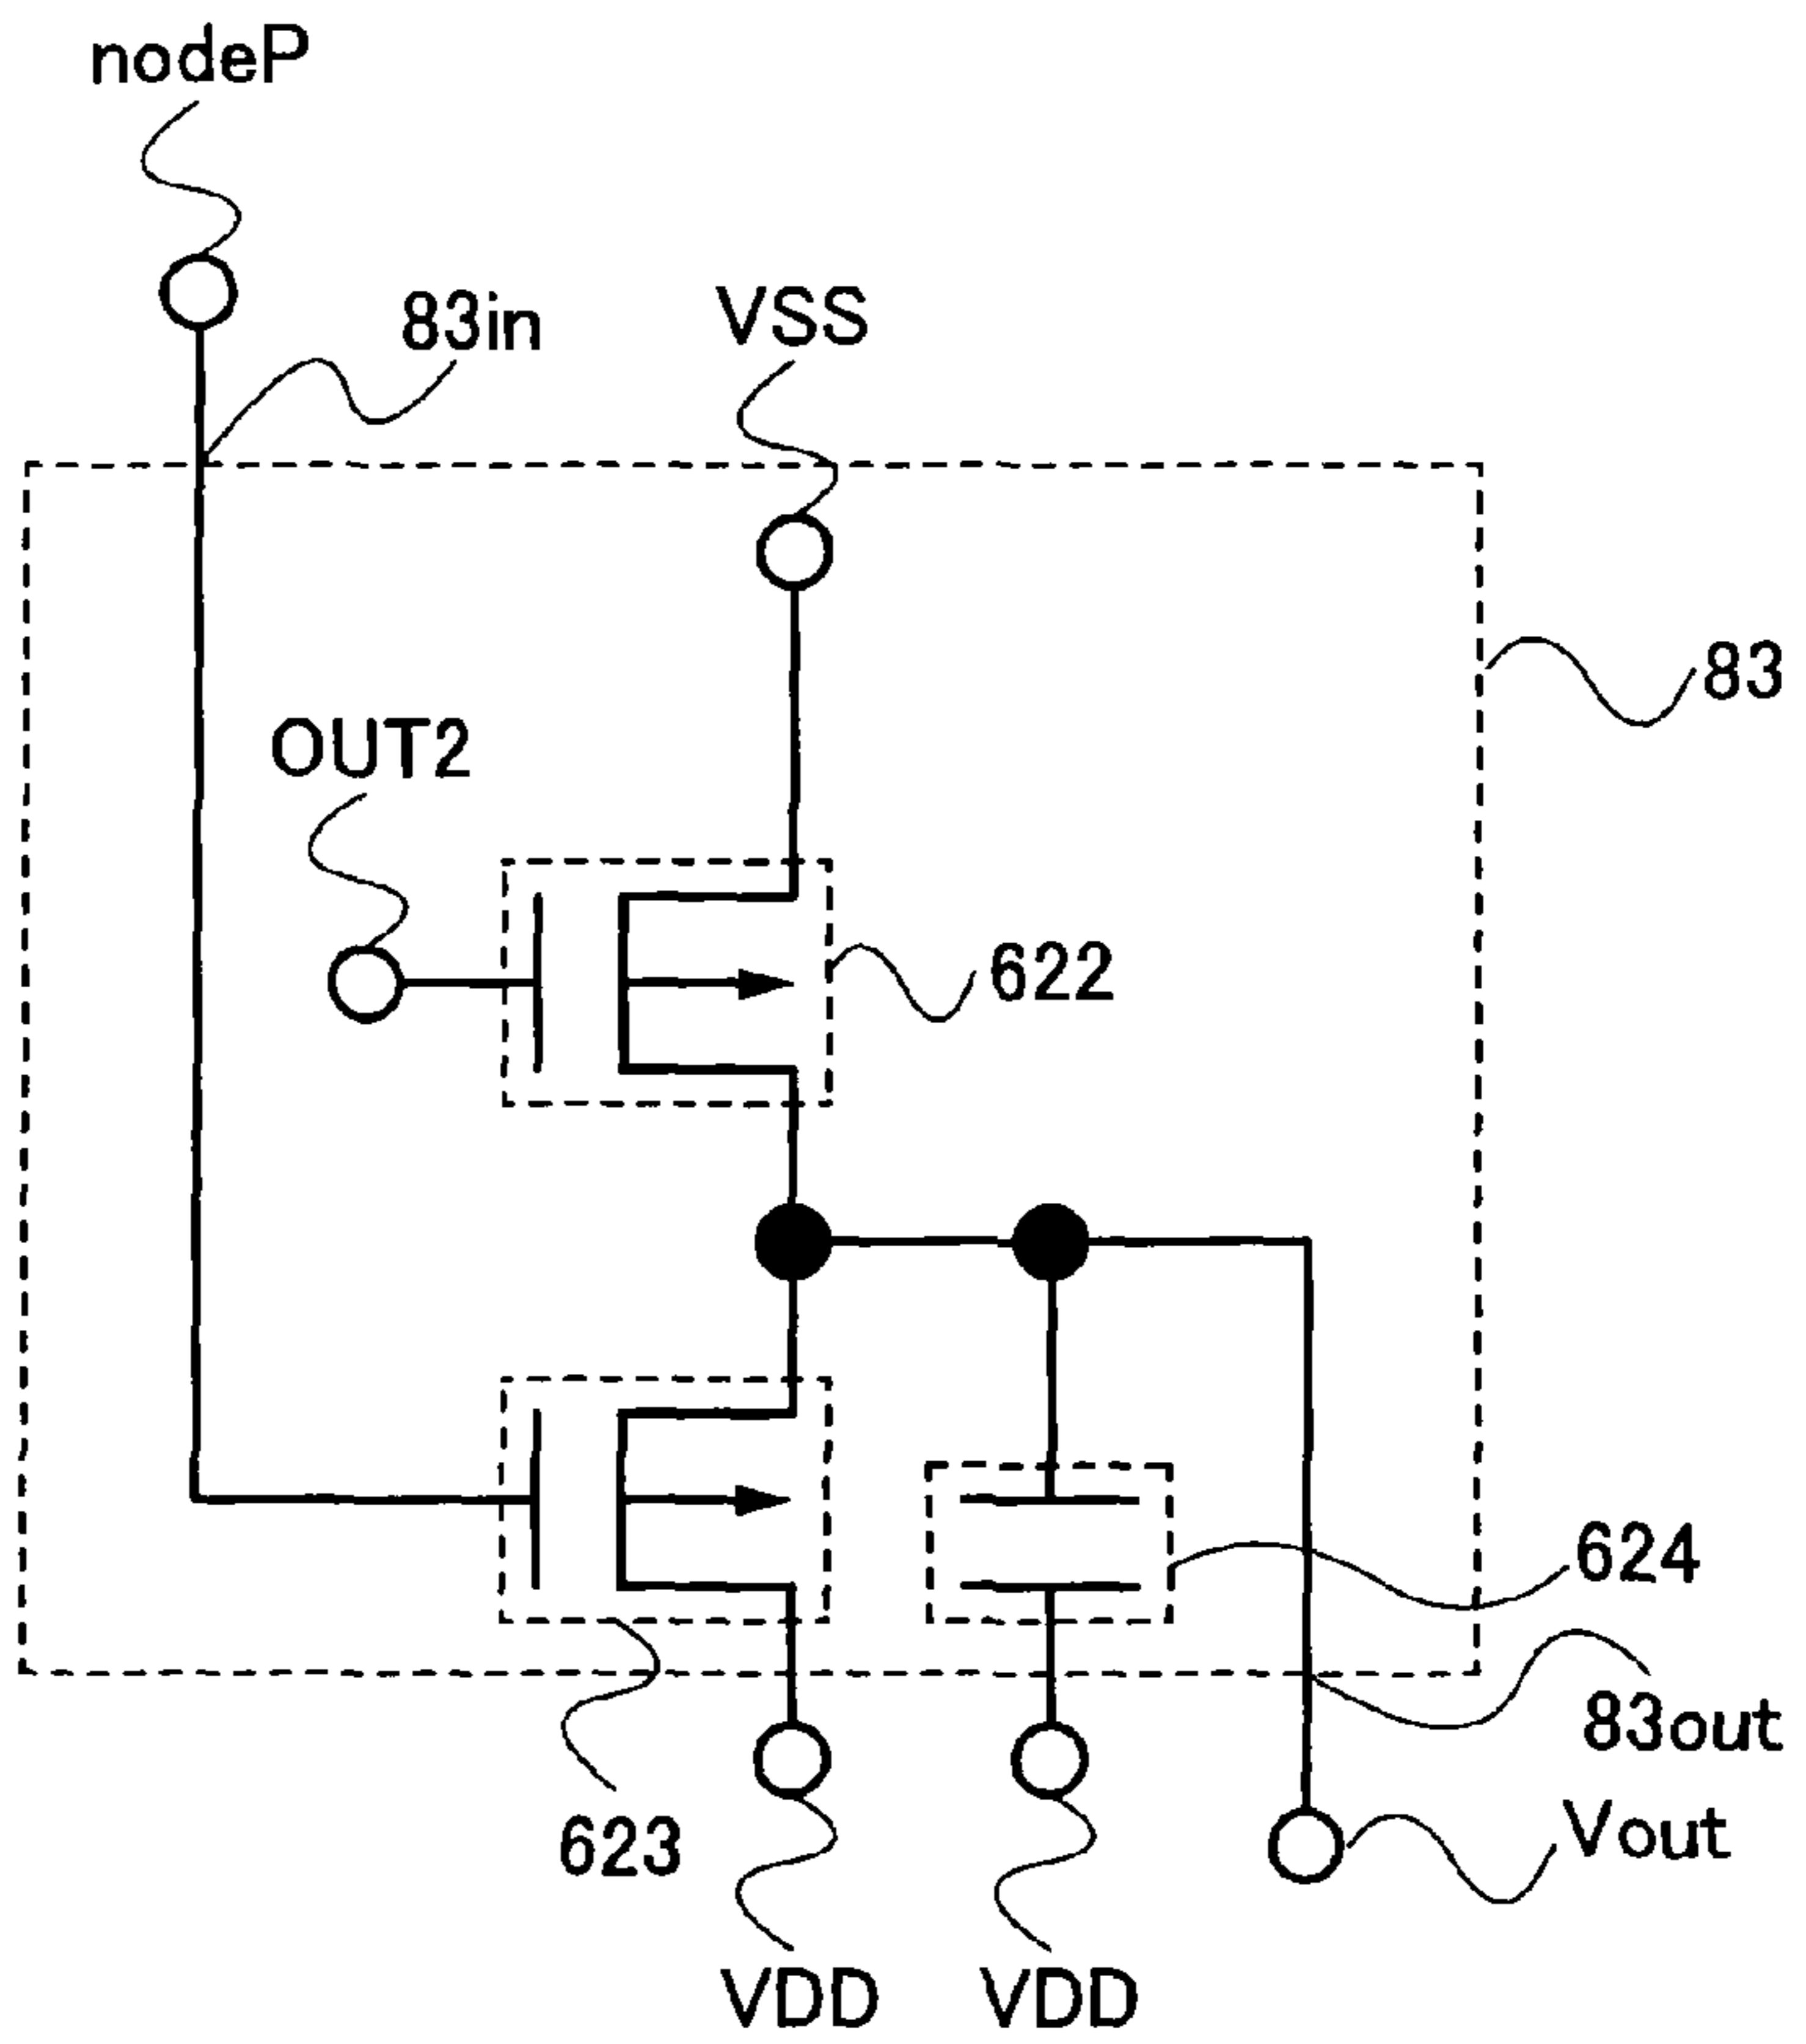 nodeP
83in
VSS
83
OUT2
622
624
83out
623
Vout
VDD
VDD